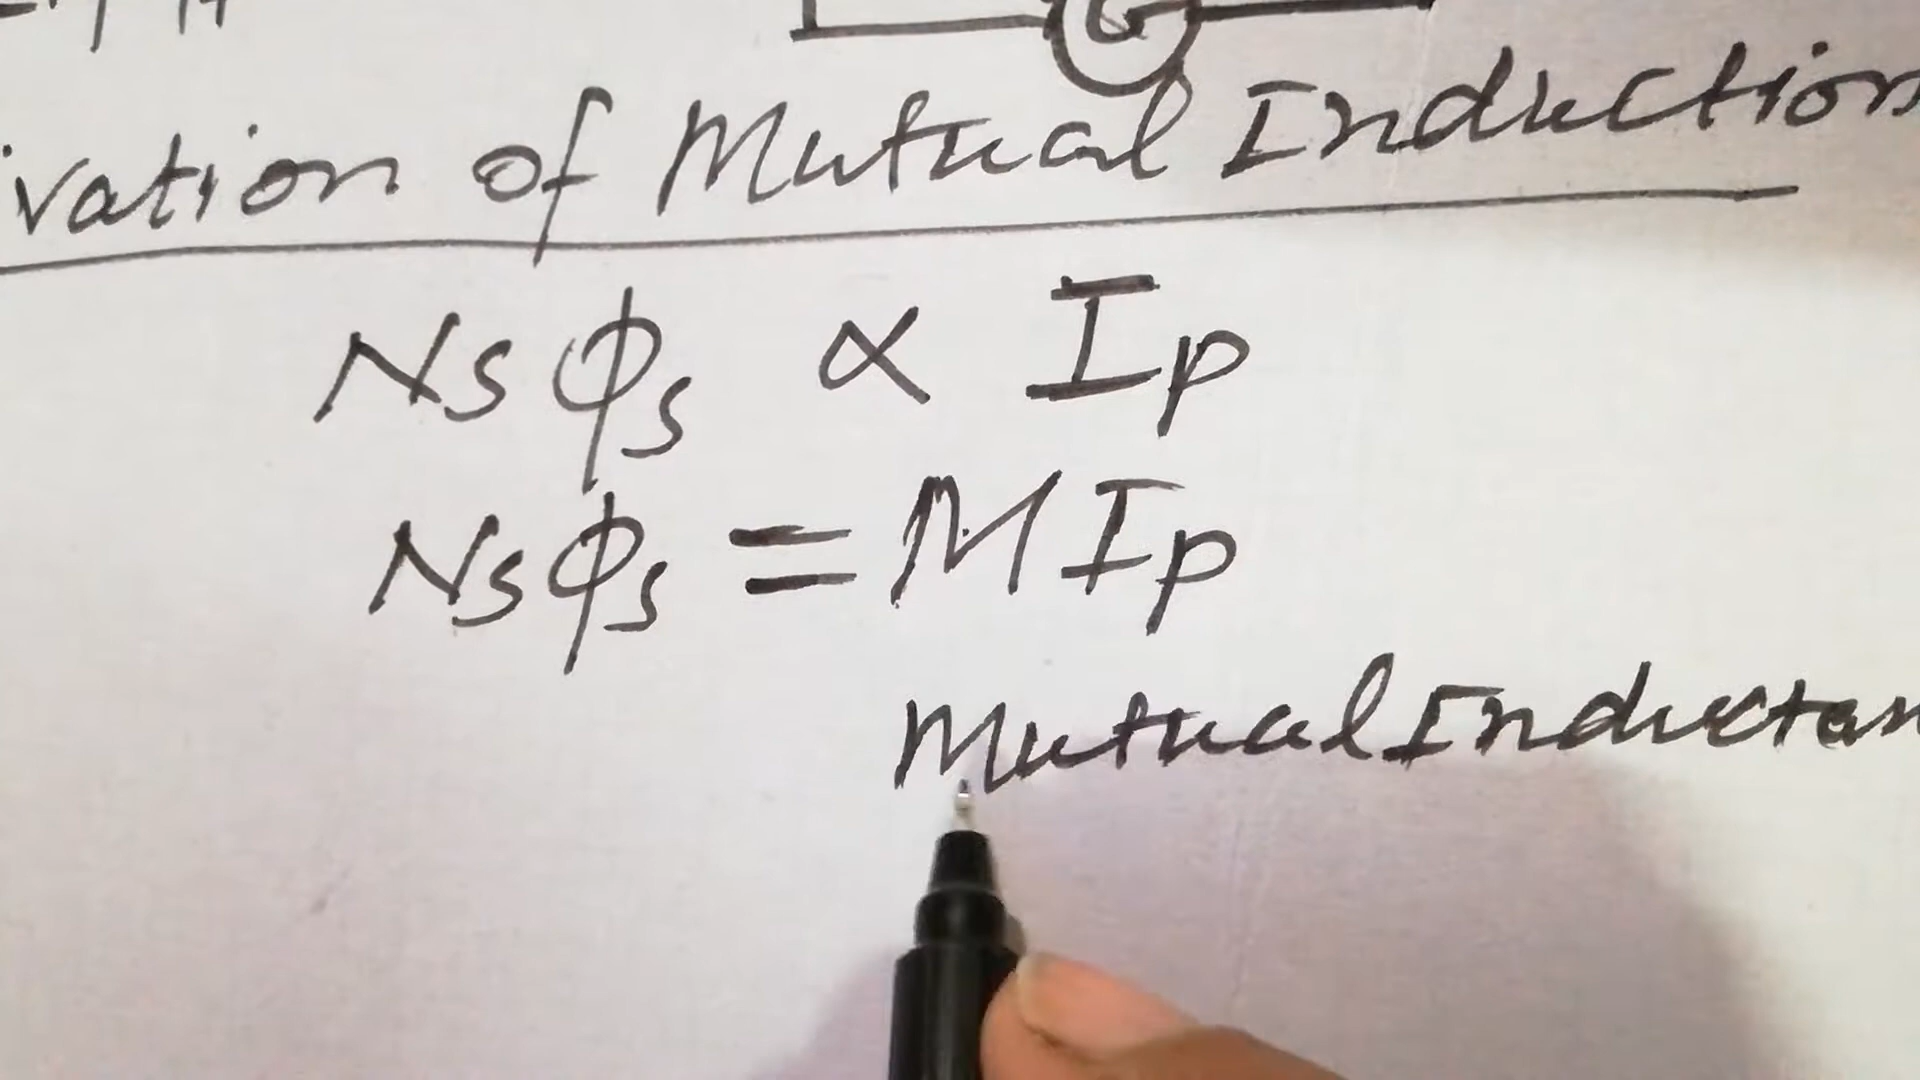 G
ivation of Mutual Induction
Nsϕs ∝ Ip
Nsϕs = MIp
Mutual Inductan